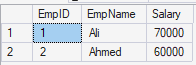 EmpID EmpName Salary
1 1 Ali 70000
2 2 Ahmed 60000